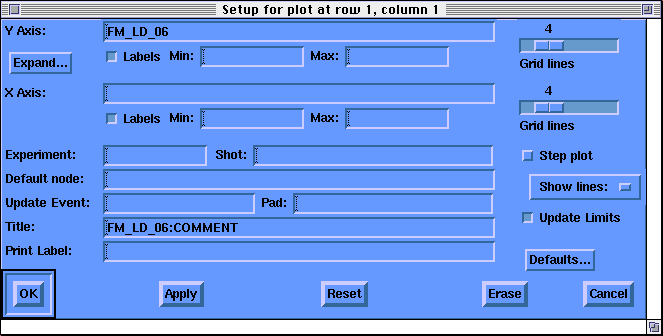 Setup for plot at row 1, column 1
Y Axis: FM_LD_06 4
Expand... Labels Min: Max: Grid lines
X Axis: 4
Labels Min: Max: Grid lines
Experiment: Shot: Step plot
Default node: Show lines:
Update Event: Pad:
Title: FM_LD_06:COMMENT Update Limits
Print Label: Defaults...
OK Apply Reset Erase Cancel